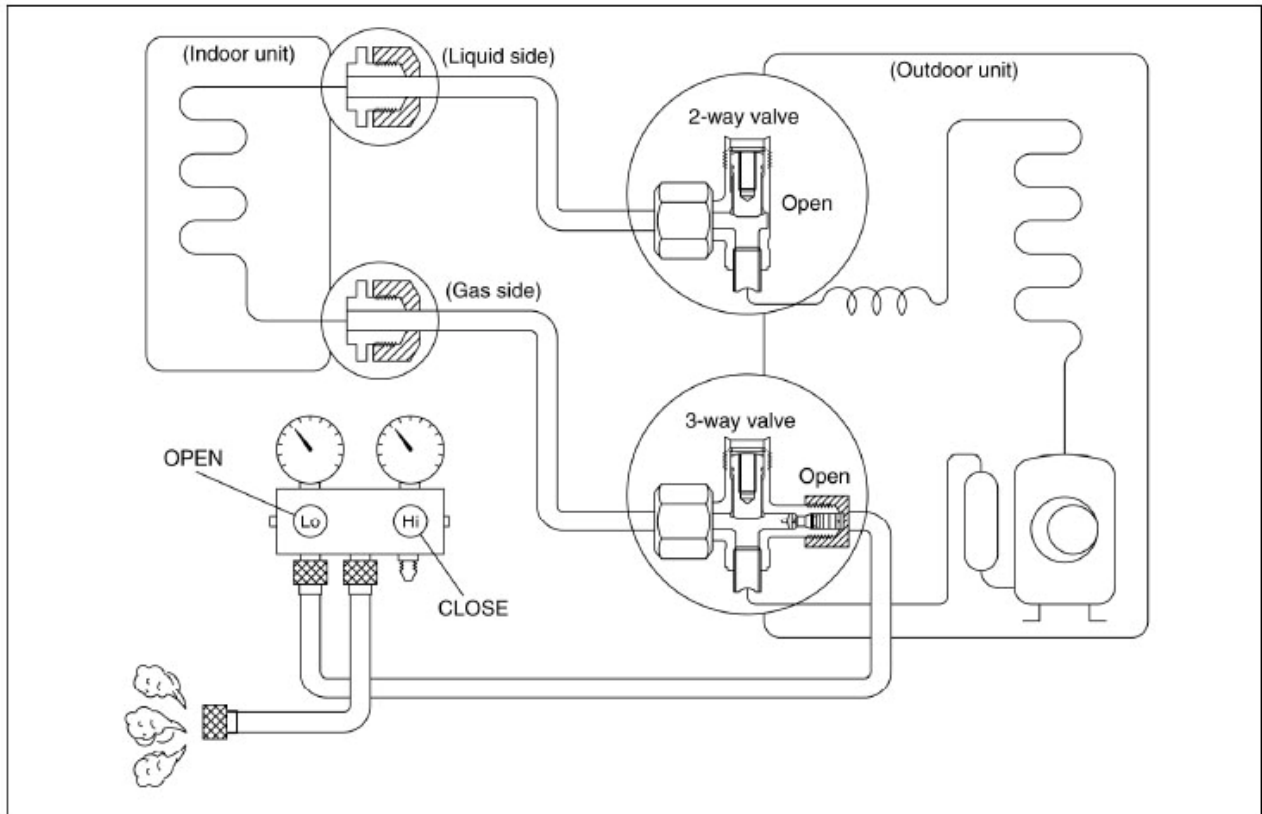 (Indoor unit)
(Liquid side)
(Outdoor unit)
2-way valve
Open
(Gas side)
3-way valve
Open
OPEN
Lo
Hi
CLOSE